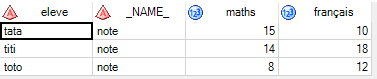 eleve _NAME_ maths français
tata note 15 10
titi note 14 18
toto note 8 12